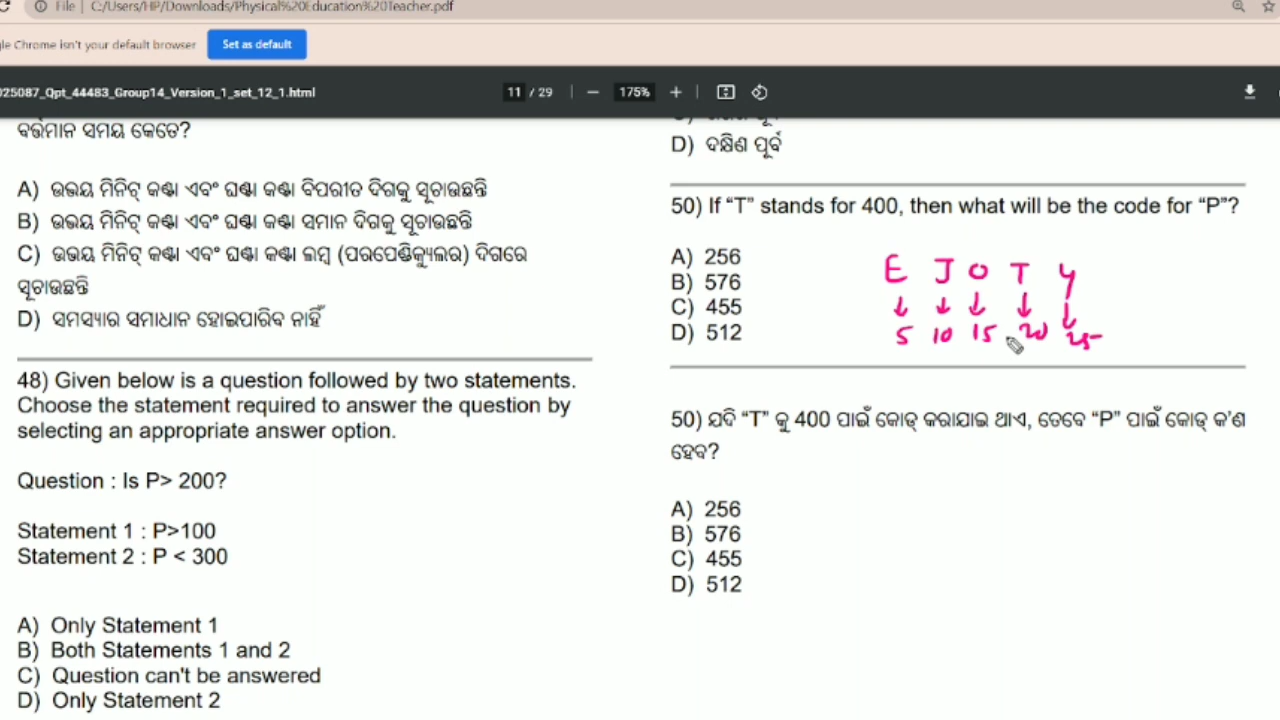 File | C:/Users/HP/Downloads/Physical%20Education%20Teacher.pdf
le Chrome isn't your default browser Set as default
025087_Qpt_44483_Group14_Version_1_set_12_1.html 11 / 29 175%
ବର୍ତ୍ତମାନ ସମୟ କେତେ?
A) ଉଭୟ ମିନିଟ୍ କଣ୍ଟା ଏବଂ ଘଣ୍ଟା କଣ୍ଟା ବିପରୀତ ଦିଗକୁ ସୂଚାଉଛନ୍ତି
B) ଉଭୟ ମିନିଟ୍ କଣ୍ଟା ଏବଂ ଘଣ୍ଟା କଣ୍ଟା ସମାନ ଦିଗକୁ ସୂଚାଉଛନ୍ତି
C) ଉଭୟ ମିନିଟ୍ କଣ୍ଟା ଏବଂ ଘଣ୍ଟା କଣ୍ଟା ଲମ୍ବ (ପରପେଣ୍ଡିକ୍ୟୁଲର) ଦିଗରେ
ସୂଚାଉଛନ୍ତି
D) ସମସ୍ୟାର ସମାଧାନ ହୋଇପାରିବ ନାହିଁ
48) Given below is a question followed by two statements.
Choose the statement required to answer the question by
selecting an appropriate answer option.
Question : Is P> 200?
Statement 1 : P>100
Statement 2 : P < 300
A) Only Statement 1
B) Both Statements 1 and 2
C) Question can't be answered
D) Only Statement 2
D) ଦକ୍ଷିଣ ପୂର୍ବ
50) If “T” stands for 400, then what will be the code for “P”?
A) 256
B) 576
C) 455
D) 512
E J O T Y
5 10 15 20 25
50) ଯଦି “T” କୁ 400 ପାଇଁ କୋଡ୍ କରାଯାଇ ଥାଏ, ତେବେ “P” ପାଇଁ କୋଡ୍ କ'ଣ
ହେବ?
A) 256
B) 576
C) 455
D) 512